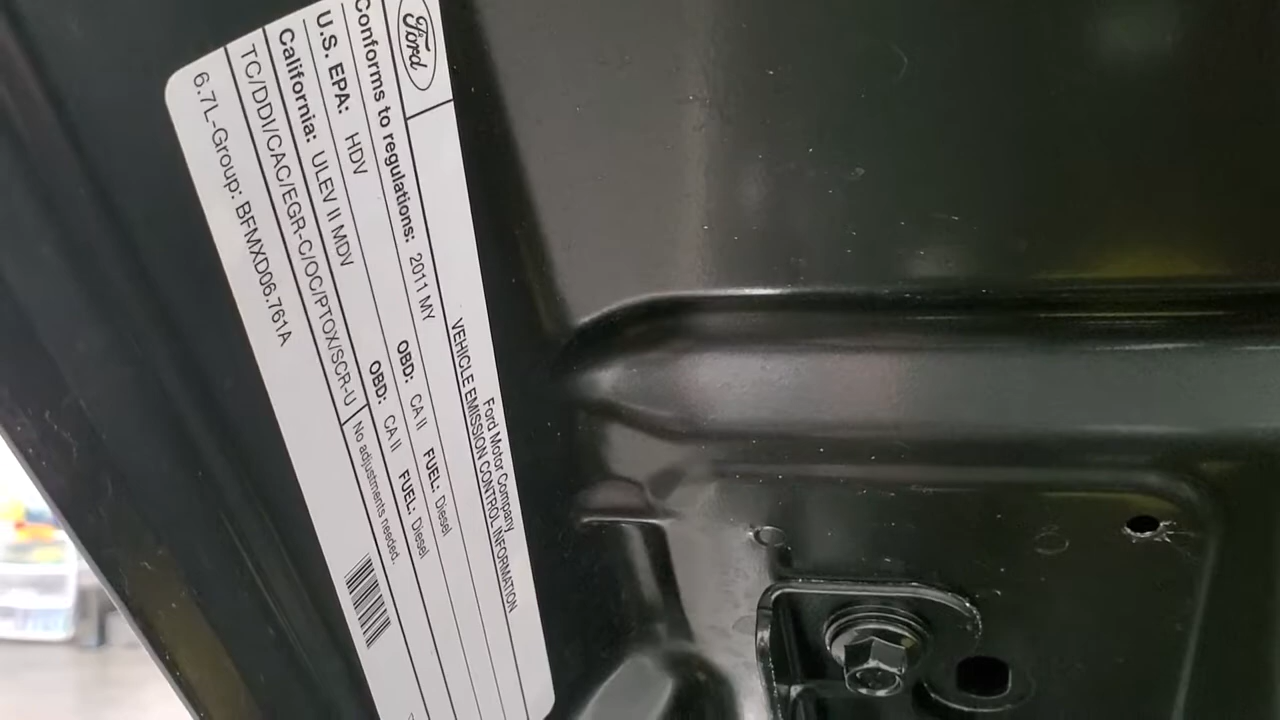 Ford
Ford Motor Company
VEHICLE EMISSION CONTROL INFORMATION
Conforms to regulations: 2011 MY
U.S. EPA: HDV OBD: CA II FUEL: Diesel
California: ULEV II MDV OBD: CA II FUEL: Diesel
TC/DDI/CAC/EGR-C/OC/PTOX/SCR-U No adjustments needed.
6.7L-Group: BFMXD06.761A